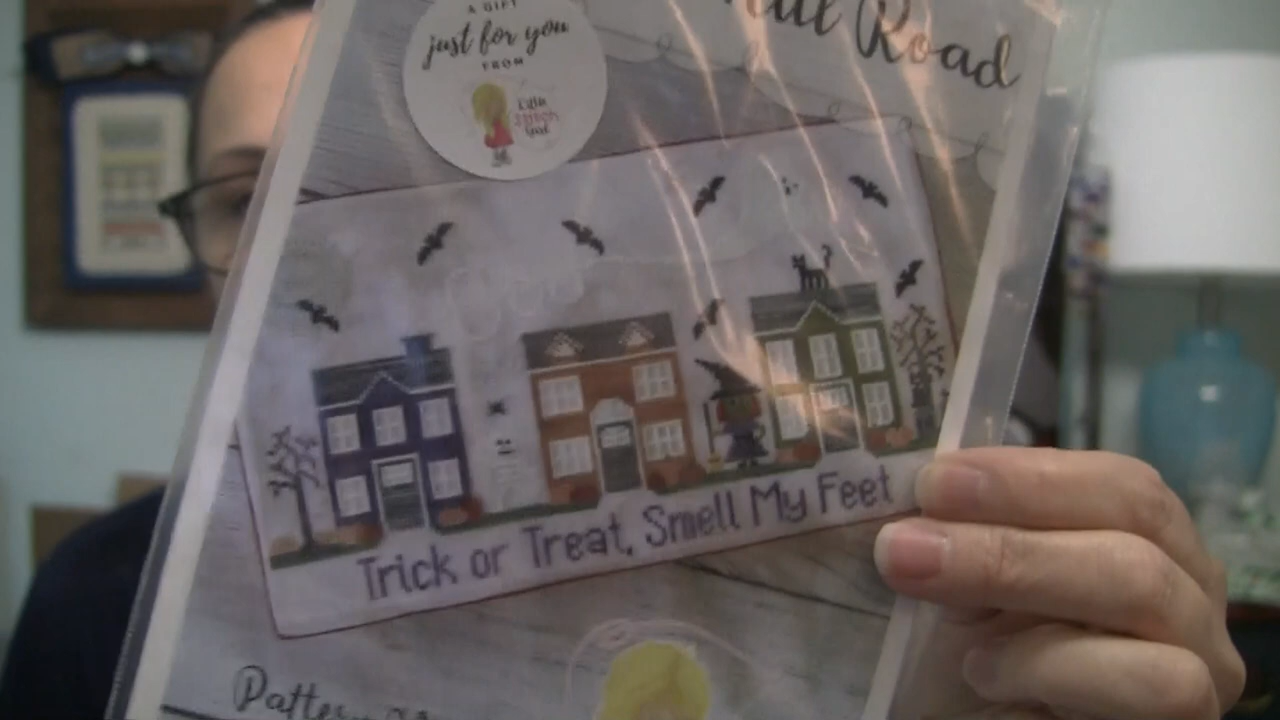 A GIFT
just for you
FROM
Little
Stitch
Girl
Road
Trick or Treat, Smell My Feet